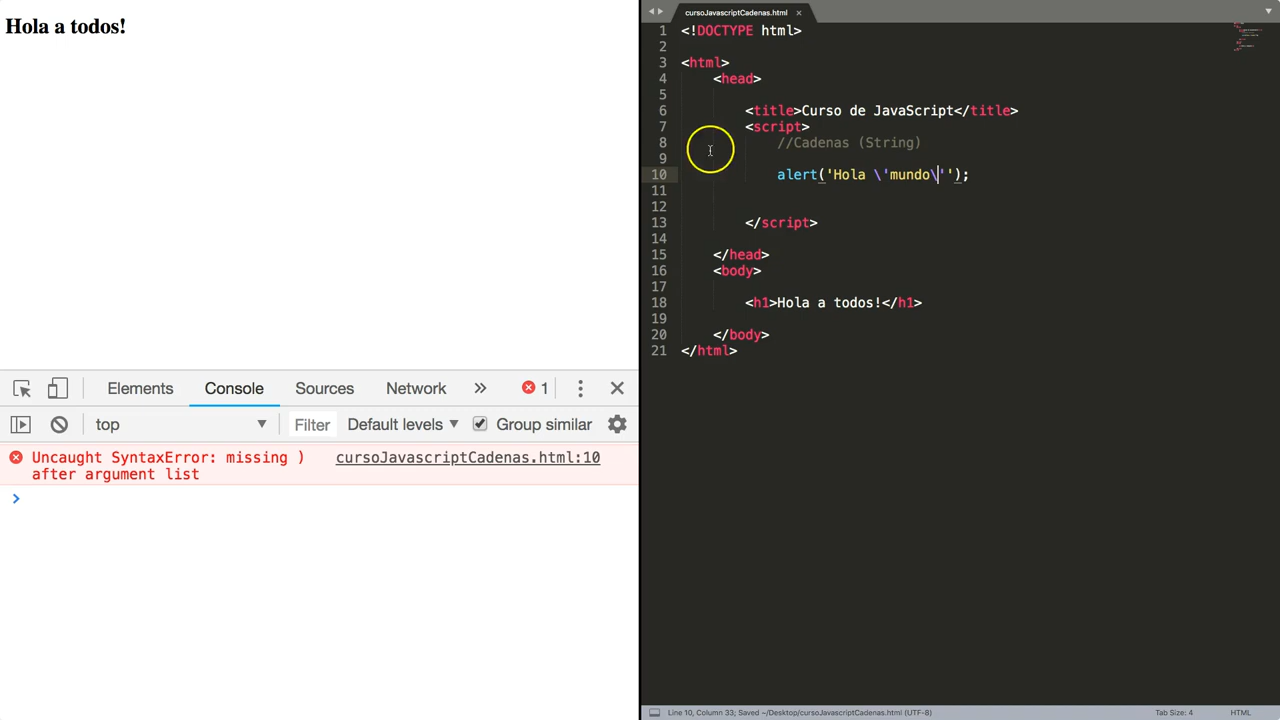 Hola a todos!
Elements Console Sources Network » 1
top Filter Default levels Group similar
Uncaught SyntaxError: missing ) cursoJavascriptCadenas.html:10
after argument list
>
cursoJavascriptCadenas.html ×
1 <!DOCTYPE html>
2
3 <html>
4 <head>
5
6 <title>Curso de JavaScript</title>
7 <script>
8 //Cadenas (String)
9
10 alert('Hola \'mundo\'');
11
12
13 </script>
14
15 </head>
16 <body>
17
18 <h1>Hola a todos!</h1>
19
20 </body>
21 </html>
Line 10, Column 33; Saved ~/Desktop/cursoJavascriptCadenas.html (UTF-8) Tab Size: 4 HTML